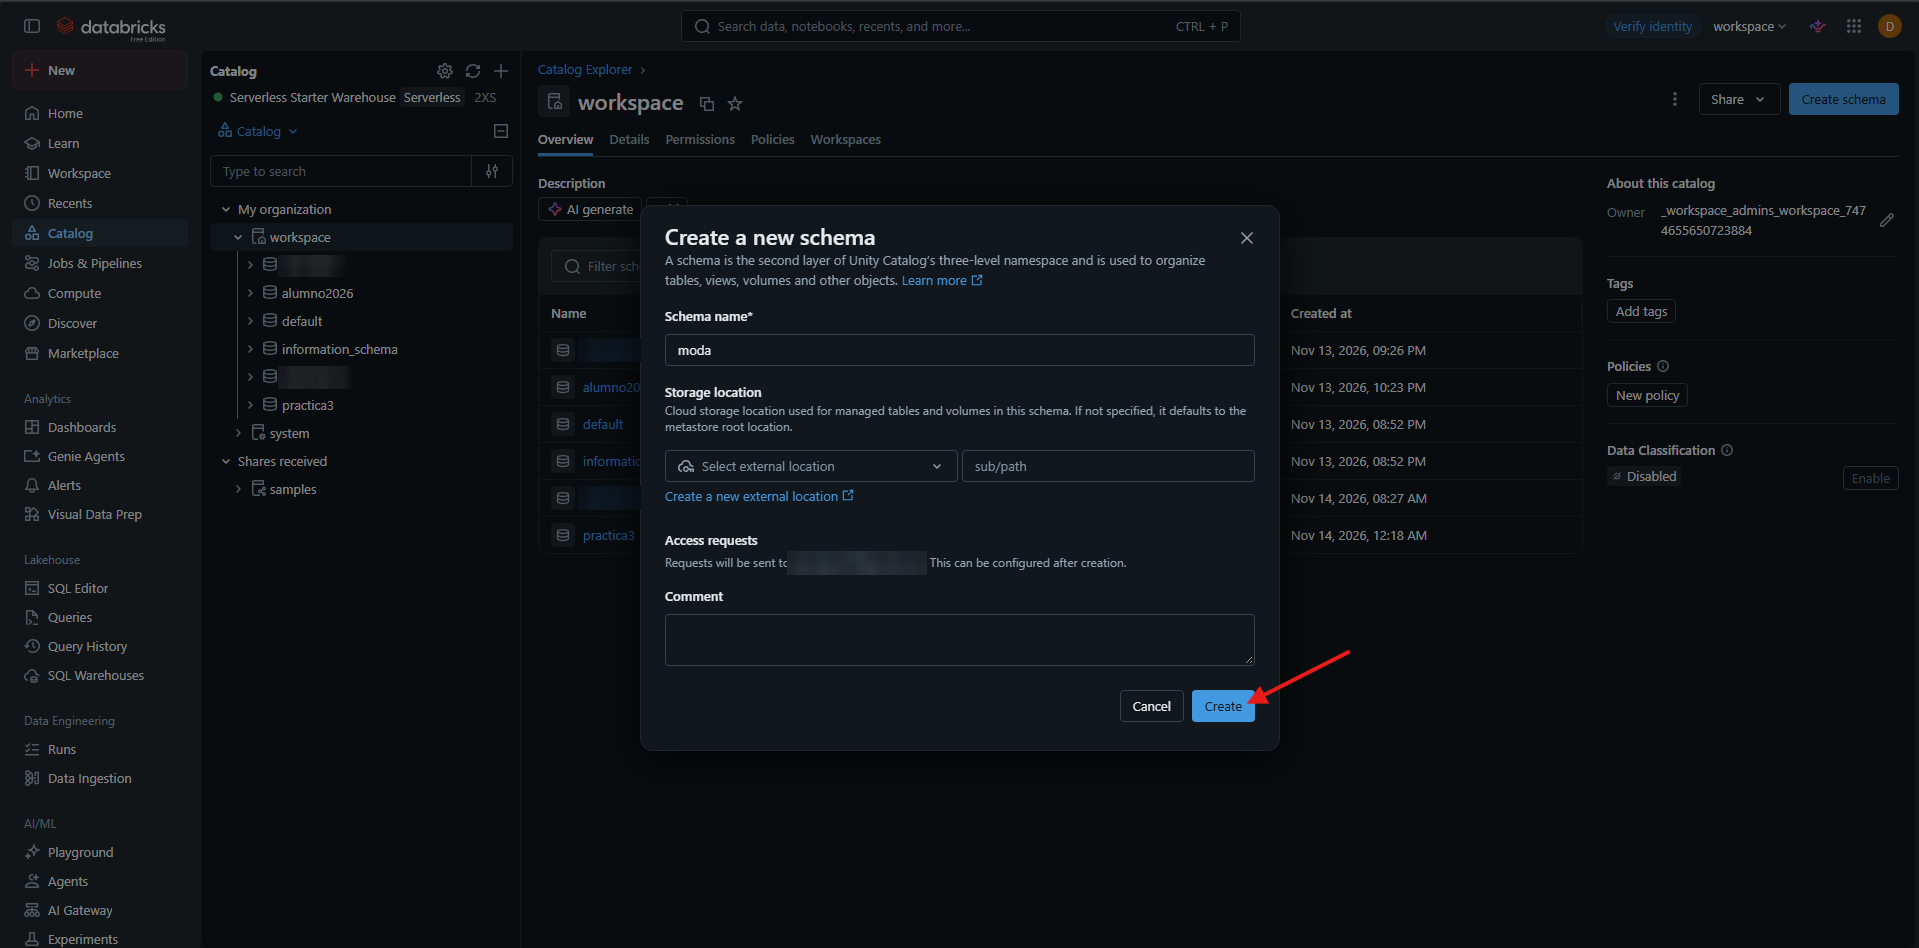 databricks
Free Edition
Search data, notebooks, recents, and more...
CTRL + P
Verify identity
workspace
D
New
Home
Learn
Workspace
Recents
Catalog
Jobs & Pipelines
Compute
Discover
Marketplace
Analytics
Dashboards
Genie Agents
Alerts
Visual Data Prep
Lakehouse
SQL Editor
Queries
Query History
SQL Warehouses
Data Engineering
Runs
Data Ingestion
AI/ML
Playground
Agents
AI Gateway
Experiments
Catalog
Serverless Starter Warehouse Serverless 2XS
Catalog
Type to search
My organization
workspace
alumno2026
default
information_schema
practica3
system
Shares received
samples
Catalog Explorer
workspace
Share
Create schema
Overview Details Permissions Policies Workspaces
Description
AI generate
Filter sch
Name
Created at
Nov 13, 2026, 09:26 PM
alumno20
Nov 13, 2026, 10:23 PM
default
Nov 13, 2026, 08:52 PM
informatic
Nov 13, 2026, 08:52 PM
Nov 14, 2026, 08:27 AM
practica3
Nov 14, 2026, 12:18 AM
Create a new schema
A schema is the second layer of Unity Catalog's three-level namespace and is used to organize
tables, views, volumes and other objects. Learn more
Schema name*
moda
Storage location
Cloud storage location used for managed tables and volumes in this schema. If not specified, it defaults to the
metastore root location.
Select external location
sub/path
Create a new external location
Access requests
Requests will be sent to
This can be configured after creation.
Comment
Cancel
Create
About this catalog
Owner
_workspace_admins_workspace_747
4655650723884
Tags
Add tags
Policies
New policy
Data Classification
Disabled
Enable